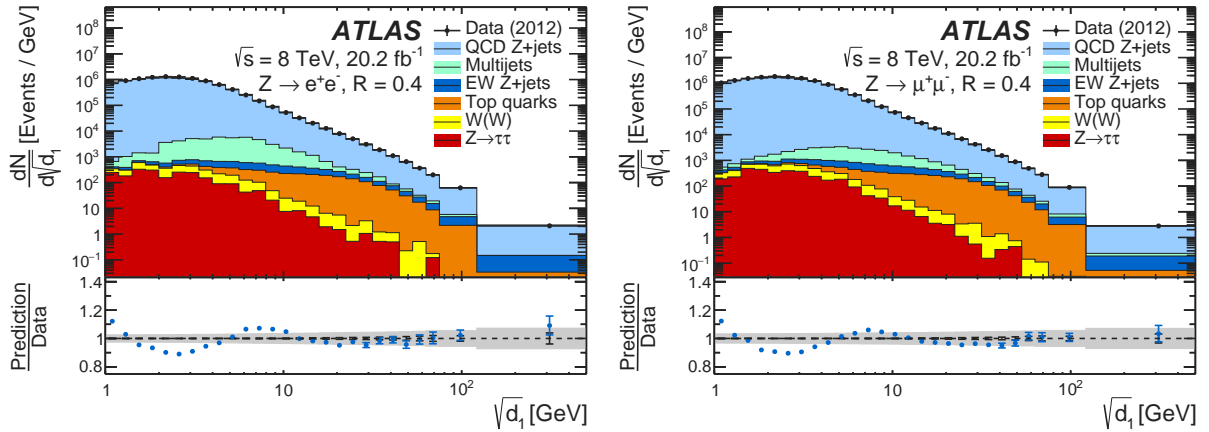 ATLAS
√s = 8 TeV, 20.2 fb⁻¹
Z → e⁺e⁻, R = 0.4
Data (2012)
QCD Z+jets
Multijets
EW Z+jets
Top quarks
W(W)
Z→ττ
dN/d√d₁ [Events / GeV]
10⁸
10⁷
10⁶
10⁵
10⁴
10³
10²
10
1
10⁻¹
Prediction/Data
1.4
1.2
1
0.8
1 10 10²
√d₁ [GeV]
ATLAS
√s = 8 TeV, 20.2 fb⁻¹
Z → μ⁺μ⁻, R = 0.4
Data (2012)
QCD Z+jets
Multijets
EW Z+jets
Top quarks
W(W)
Z→ττ
dN/d√d₁ [Events / GeV]
10⁸
10⁷
10⁶
10⁵
10⁴
10³
10²
10
1
10⁻¹
Prediction/Data
1.4
1.2
1
0.8
1 10 10²
√d₁ [GeV]